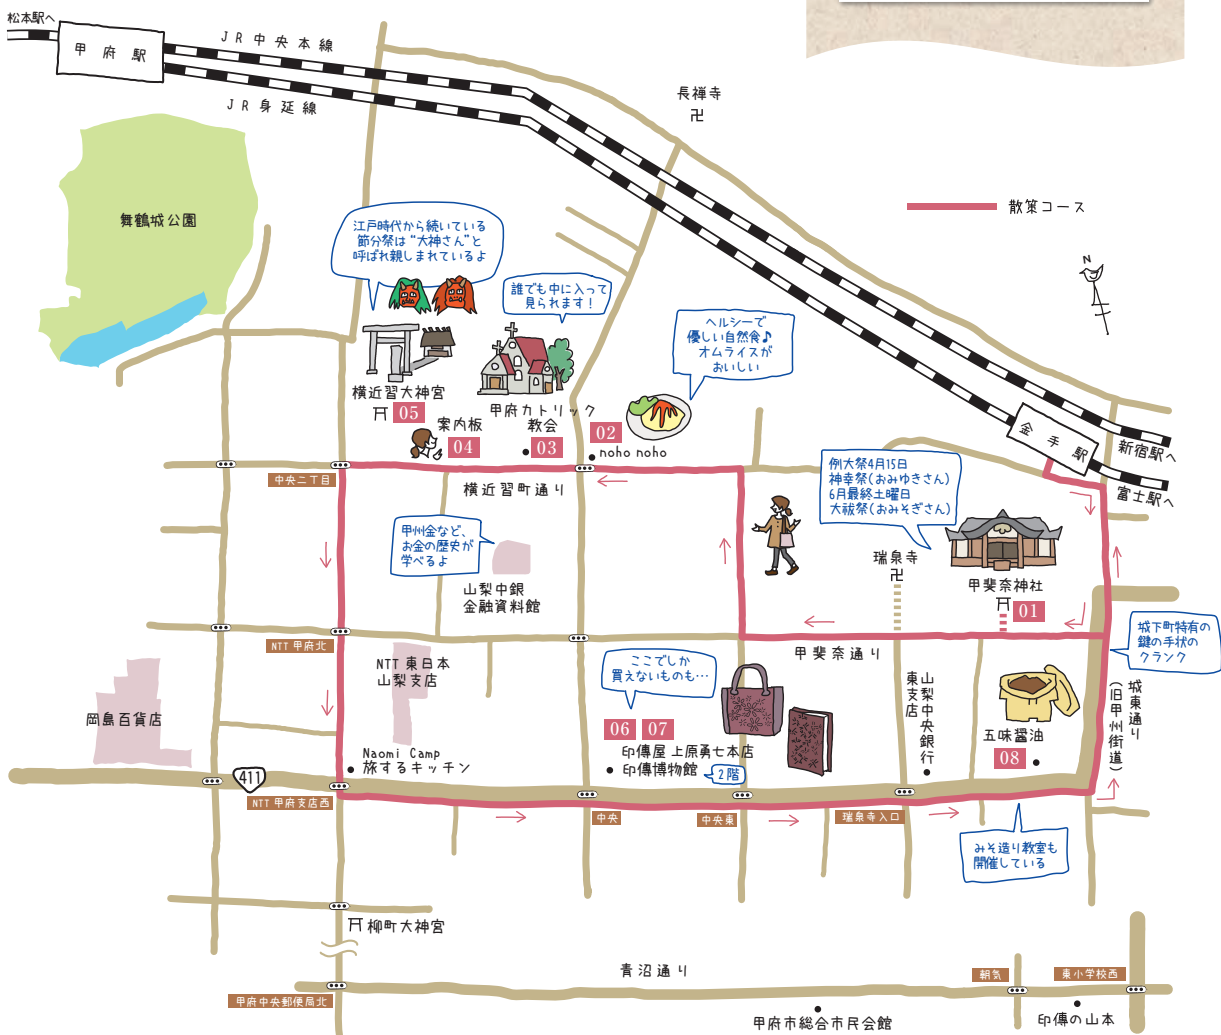 松本駅へ
甲府駅
JR中央本線
JR身延線
長禅寺
卍
散策コース
N
舞鶴城公園
江戸時代から続いている
節分祭は“大神さん”と
呼ばれ親しまれているよ
誰でも中に入って
見られます！
ヘルシーで
優しい自然食♪
オムライスが
おいしい
横近習大神宮
05
案内板
04
甲府カトリック
教会
03
02
noho noho
金手駅
新宿駅へ
富士駅へ
中央二丁目
横近習町通り
例大祭4月15日
神幸祭(おみゆきさん)
6月最終土曜日
大祓祭(おみそぎさん)
甲州金など、
お金の歴史が
学べるよ
山梨中銀
金融資料館
瑞泉寺
卍
甲斐奈神社
01
NTT 甲府北
甲斐奈通り
城下町特有の
鍵の手状の
クランク
NTT 東日本
山梨支店
ここでしか
買えないものも…
岡島百貨店
06
07
印傳屋 上原勇七本店
印傳博物館
2階
山梨中央銀行
東支店
五味醤油
08
城東通り
(旧甲州街道)
Naomi Camp
旅するキッチン
411
NTT 甲府支店西
中央
中央東
瑞泉寺入口
みそ造り教室も
開催している
柳町大神宮
青沼通り
朝気
東小学校西
甲府中央郵便局北
甲府市総合市民会館
印傳の山本